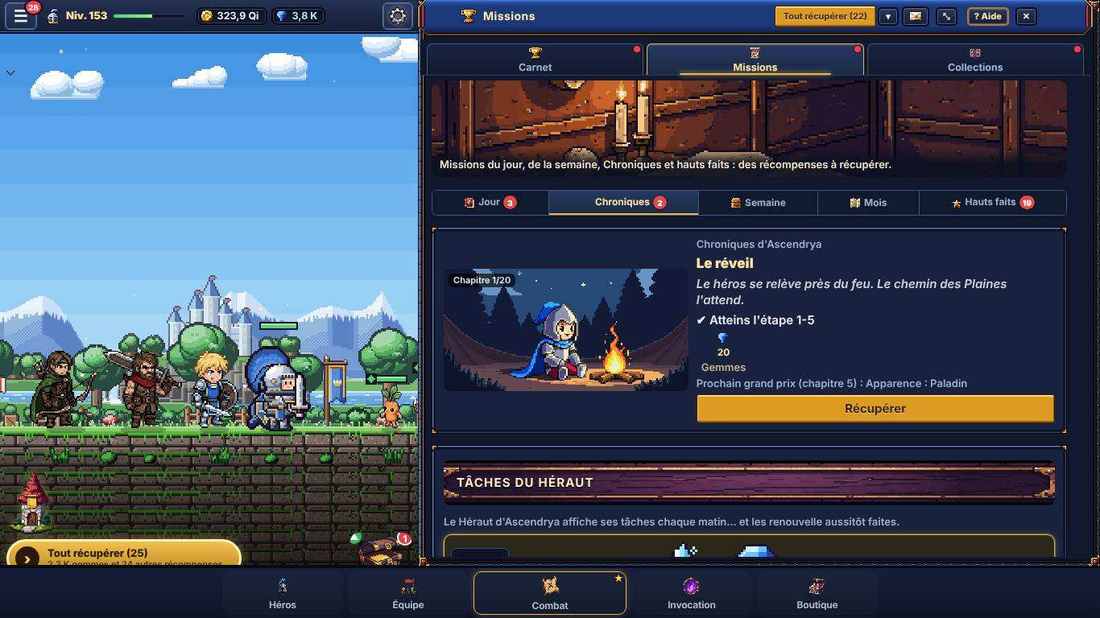 28
Niv. 153
323,9 Qi
3,8 K
Missions
Tout récupérer (22)
? Aide
Carnet
Missions
Collections
Missions du jour, de la semaine, Chroniques et hauts faits : des récompenses à récupérer.
Jour 3
Chroniques 2
Semaine
Mois
Hauts faits 19
Chapitre 1/20
Chroniques d'Ascendrya
Le réveil
Le héros se relève près du feu. Le chemin des Plaines
l'attend.
✔ Atteins l'étape 1-5
20
Gemmes
Prochain grand prix (chapitre 5) : Apparence : Paladin
Récupérer
TÂCHES DU HÉRAUT
Le Héraut d'Ascendrya affiche ses tâches chaque matin... et les renouvelle aussitôt faites.
Tout récupérer (25)
1
Héros
Équipe
Combat
Invocation
Boutique